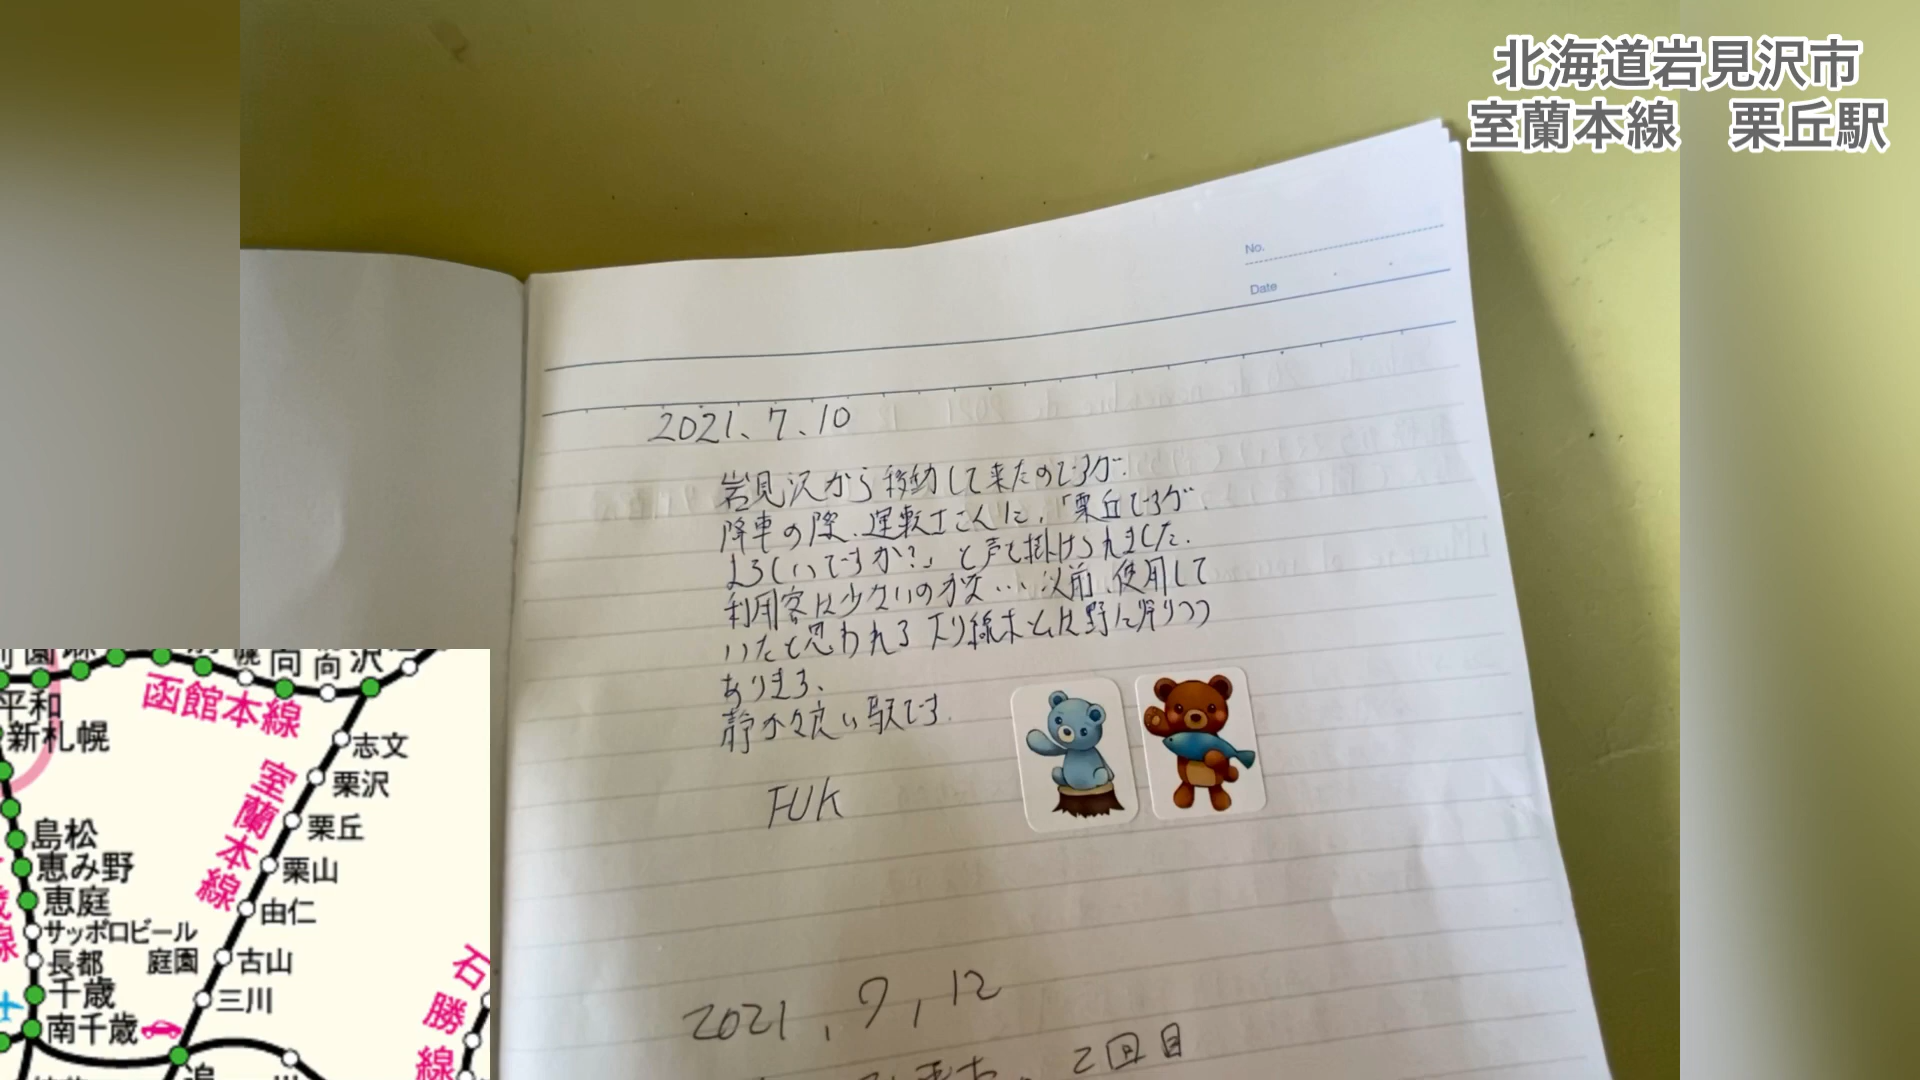 北海道岩見沢市
室蘭本線　栗丘駅
No.
Date
2021、7、10
岩見沢から移動して来たのですが、
降車の際、運転士さんに、「栗丘ですが
よろしいですか?」と声を掛けられました。
利用客は少ないのかな…以前、使用して
いたと思われる下り線ホームは野に帰りつつ
あります、
静かな良い駅です.
FUK
2021,7,12
2回目
函館本線
平和
新札幌
志文
室蘭本線
栗沢
栗丘
島松
恵み野
栗山
恵庭
由仁
サッポロビール
庭園
長都
古山
千歳
三川
南千歳
石勝線